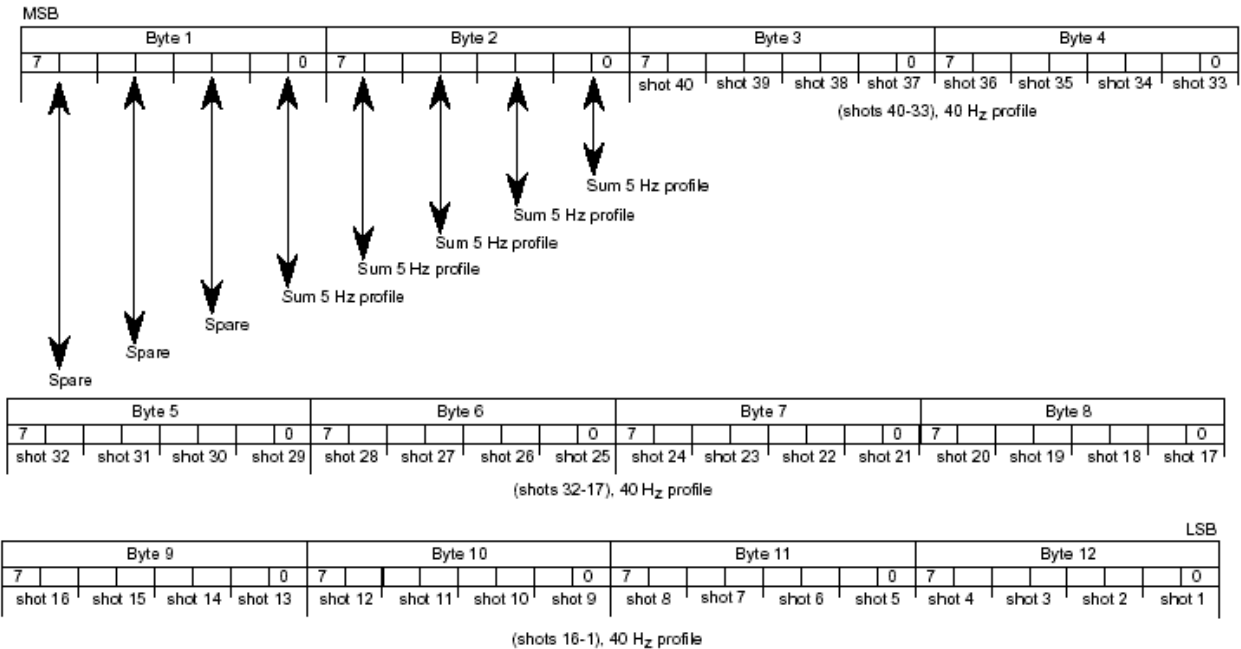 MSB
Byte 1 Byte 2 Byte 3 Byte 4
7 0 7 0 7 0 7 0
shot 40 shot 39 shot 38 shot 37 shot 36 shot 35 shot 34 shot 33
(shots 40-33), 40 Hz profile
Sum 5 Hz profile
Sum 5 Hz profile
Sum 5 Hz profile
Sum 5 Hz profile
Sum 5 Hz profile
Spare
Spare
Spare
Byte 5 Byte 6 Byte 7 Byte 8
7 0 7 0 7 0 7 0
shot 32 shot 31 shot 30 shot 29 shot 28 shot 27 shot 26 shot 25 shot 24 shot 23 shot 22 shot 21 shot 20 shot 19 shot 18 shot 17
(shots 32-17), 40 Hz profile
LSB
Byte 9 Byte 10 Byte 11 Byte 12
7 0 7 0 7 0 7 0
shot 16 shot 15 shot 14 shot 13 shot 12 shot 11 shot 10 shot 9 shot 8 shot 7 shot 6 shot 5 shot 4 shot 3 shot 2 shot 1
(shots 16-1), 40 Hz profile